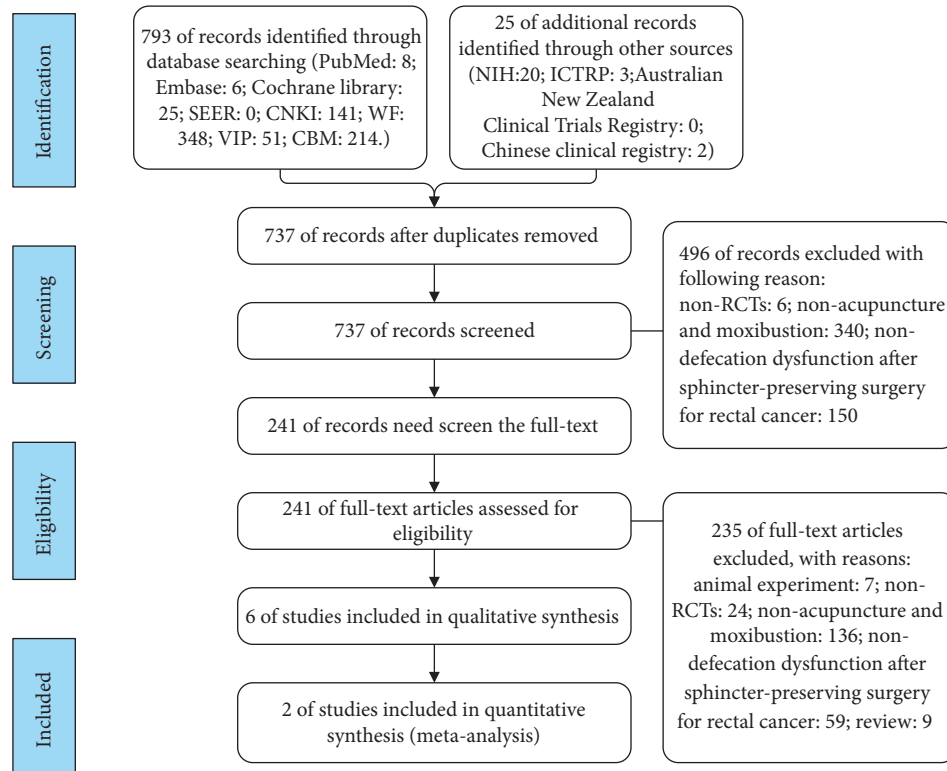 Identification
793 of records identified through
database searching (PubMed: 8;
Embase: 6; Cochrane library:
25; SEER: 0; CNKI: 141; WF:
348; VIP: 51; CBM: 214.)
25 of additional records
identified through other sources
(NIH:20; ICTRP: 3;Australian
New Zealand
Clinical Trials Registry: 0;
Chinese clinical registry: 2)
737 of records after duplicates removed
Screening
737 of records screened
496 of records excluded with
following reason:
non-RCTs: 6; non-acupuncture
and moxibustion: 340; non-
defecation dysfunction after
sphincter-preserving surgery
for rectal cancer: 150
241 of records need screen the full-text
Eligibility
241 of full-text articles assessed for
eligibility
235 of full-text articles
excluded, with reasons:
animal experiment: 7; non-
RCTs: 24; non-acupuncture and
moxibustion: 136; non-
defecation dysfunction after
sphincter-preserving surgery
for rectal cancer: 59; review: 9
6 of studies included in qualitative synthesis
Included
2 of studies included in quantitative
synthesis (meta-analysis)